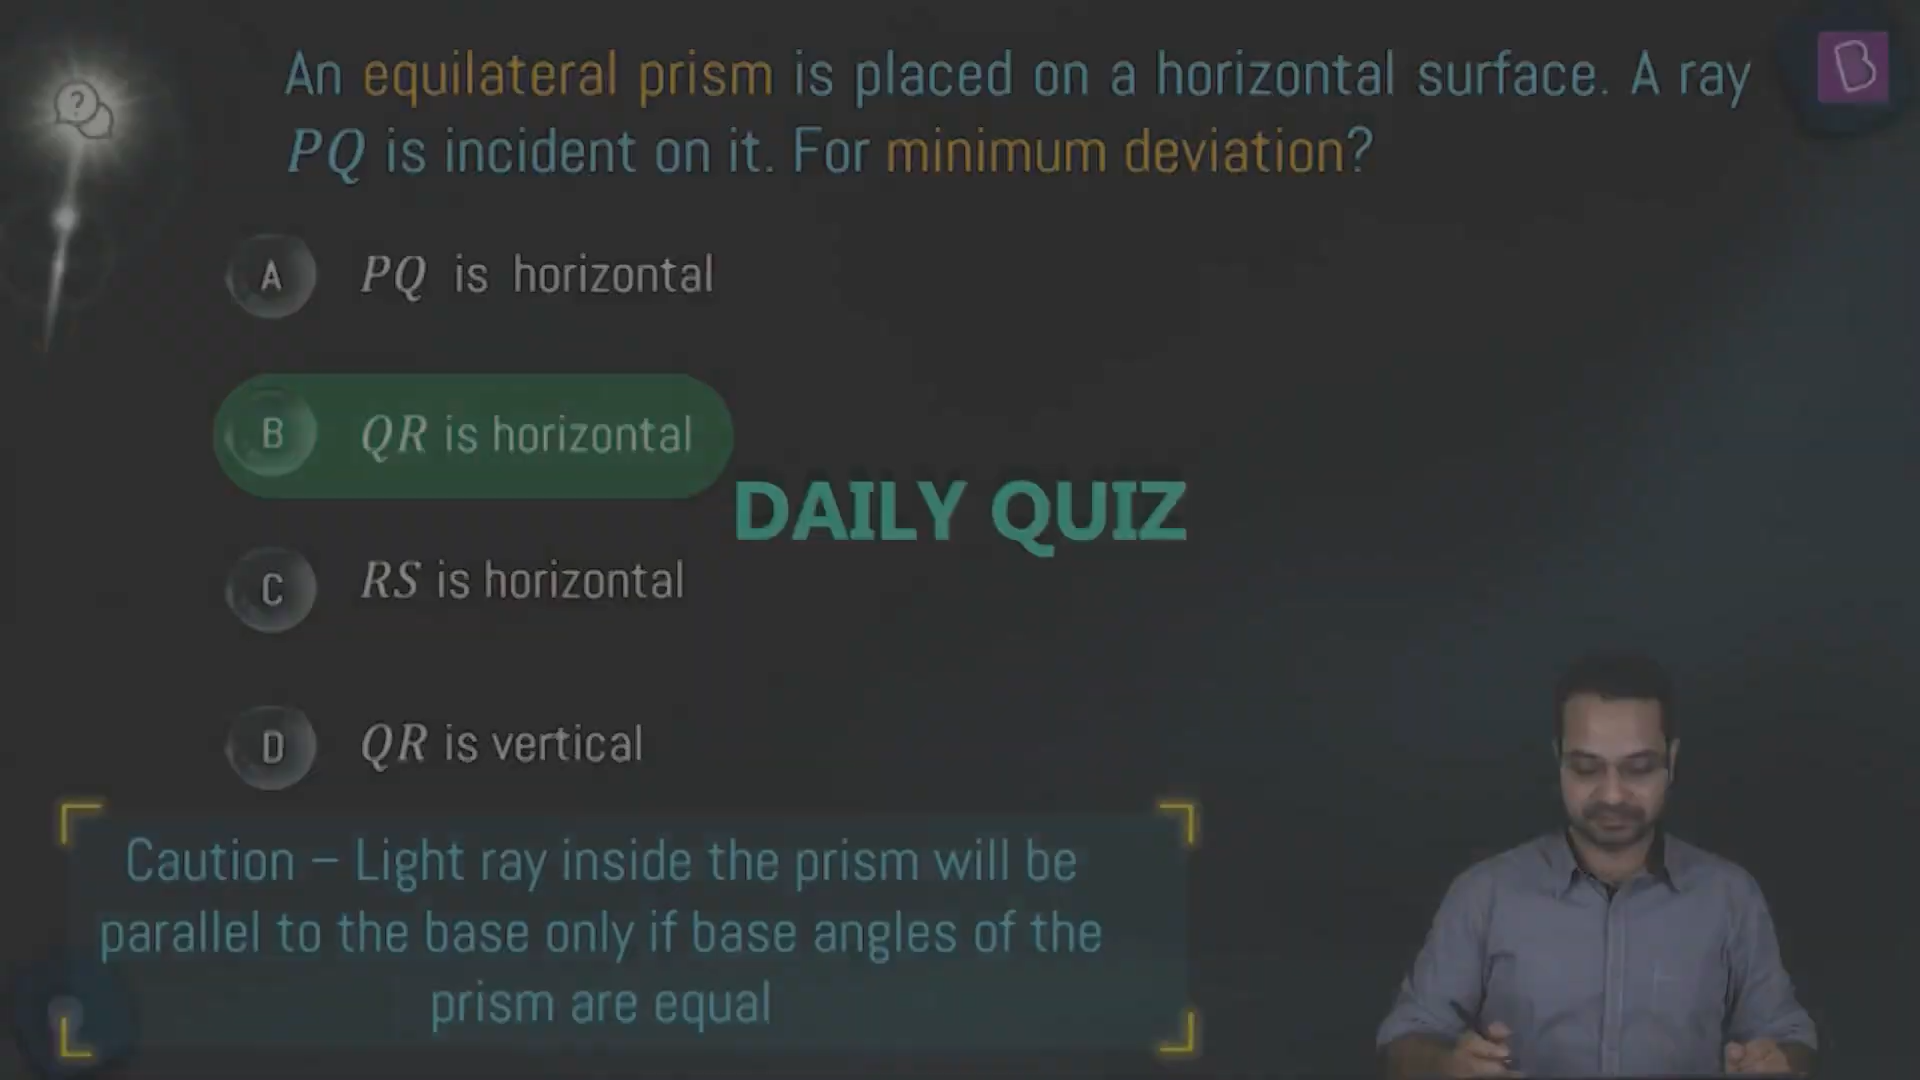 An equilateral prism is placed on a horizontal surface. A ray
PQ is incident on it. For minimum deviation?
A PQ is horizontal
B QR is horizontal
DAILY QUIZ
C RS is horizontal
D QR is vertical
Caution – Light ray inside the prism will be
parallel to the base only if base angles of the
prism are equal